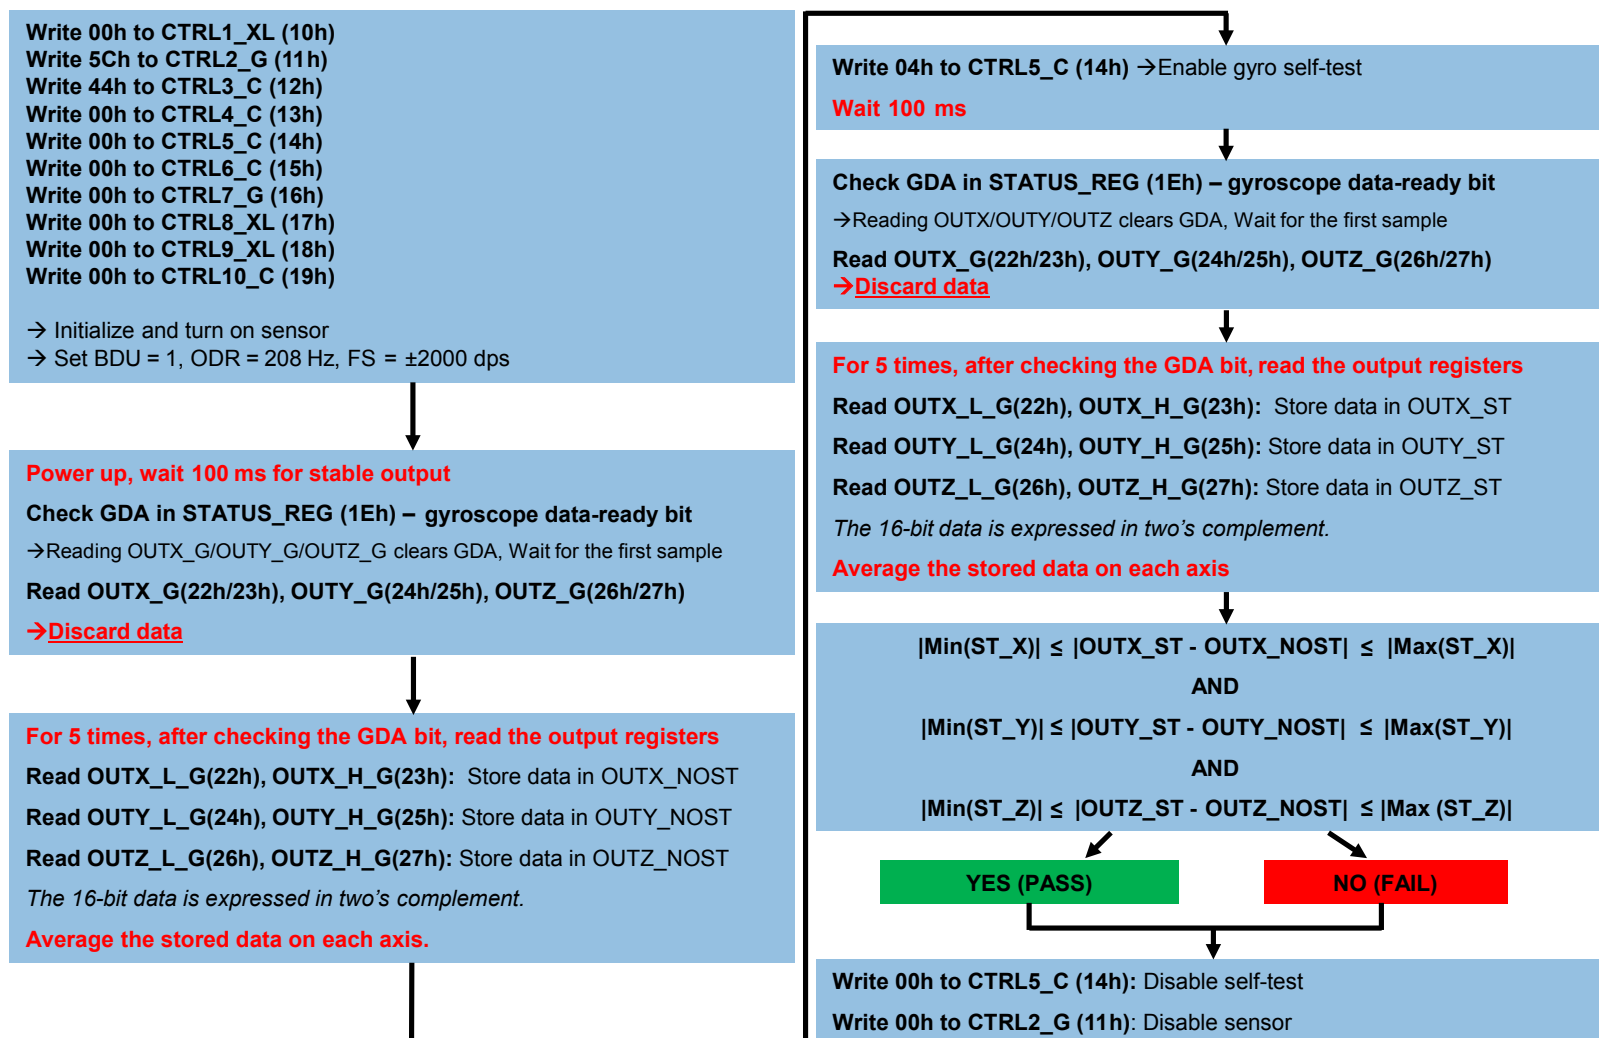 Write 00h to CTRL1_XL (10h)
Write 5Ch to CTRL2_G (11h)
Write 44h to CTRL3_C (12h)
Write 00h to CTRL4_C (13h)
Write 00h to CTRL5_C (14h)
Write 00h to CTRL6_C (15h)
Write 00h to CTRL7_G (16h)
Write 00h to CTRL8_XL (17h)
Write 00h to CTRL9_XL (18h)
Write 00h to CTRL10_C (19h)
→ Initialize and turn on sensor
→ Set BDU = 1, ODR = 208 Hz, FS = ±2000 dps
Power up, wait 100 ms for stable output
Check GDA in STATUS_REG (1Eh) – gyroscope data-ready bit
→Reading OUTX_G/OUTY_G/OUTZ_G clears GDA, Wait for the first sample
Read OUTX_G(22h/23h), OUTY_G(24h/25h), OUTZ_G(26h/27h)
→Discard data
For 5 times, after checking the GDA bit, read the output registers
Read OUTX_L_G(22h), OUTX_H_G(23h): Store data in OUTX_NOST
Read OUTY_L_G(24h), OUTY_H_G(25h): Store data in OUTY_NOST
Read OUTZ_L_G(26h), OUTZ_H_G(27h): Store data in OUTZ_NOST
The 16-bit data is expressed in two's complement.
Average the stored data on each axis.
Write 04h to CTRL5_C (14h) →Enable gyro self-test
Wait 100 ms
Check GDA in STATUS_REG (1Eh) – gyroscope data-ready bit
→Reading OUTX/OUTY/OUTZ clears GDA, Wait for the first sample
Read OUTX_G(22h/23h), OUTY_G(24h/25h), OUTZ_G(26h/27h)
→Discard data
For 5 times, after checking the GDA bit, read the output registers
Read OUTX_L_G(22h), OUTX_H_G(23h): Store data in OUTX_ST
Read OUTY_L_G(24h), OUTY_H_G(25h): Store data in OUTY_ST
Read OUTZ_L_G(26h), OUTZ_H_G(27h): Store data in OUTZ_ST
The 16-bit data is expressed in two's complement.
Average the stored data on each axis
|Min(ST_X)| ≤ |OUTX_ST - OUTX_NOST| ≤ |Max(ST_X)|
AND
|Min(ST_Y)| ≤ |OUTY_ST - OUTY_NOST| ≤ |Max(ST_Y)|
AND
|Min(ST_Z)| ≤ |OUTZ_ST - OUTZ_NOST| ≤ |Max (ST_Z)|
YES (PASS)
NO (FAIL)
Write 00h to CTRL5_C (14h): Disable self-test
Write 00h to CTRL2_G (11h): Disable sensor